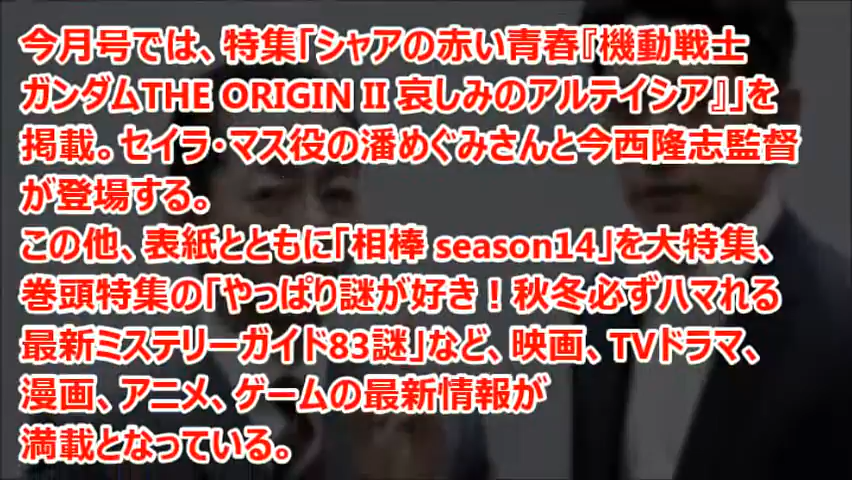 今月号では、特集「シャアの赤い青春『機動戦士
ガンダムTHE ORIGIN II 哀しみのアルテイシア』」を
掲載。セイラ・マス役の潘めぐみさんと今西隆志監督
が登場する。
この他、表紙とともに「相棒 season14」を大特集、
巻頭特集の「やっぱり謎が好き！秋冬必ずハマれる
最新ミステリーガイド83謎」など、映画、TVドラマ、
漫画、アニメ、ゲームの最新情報が
満載となっている。